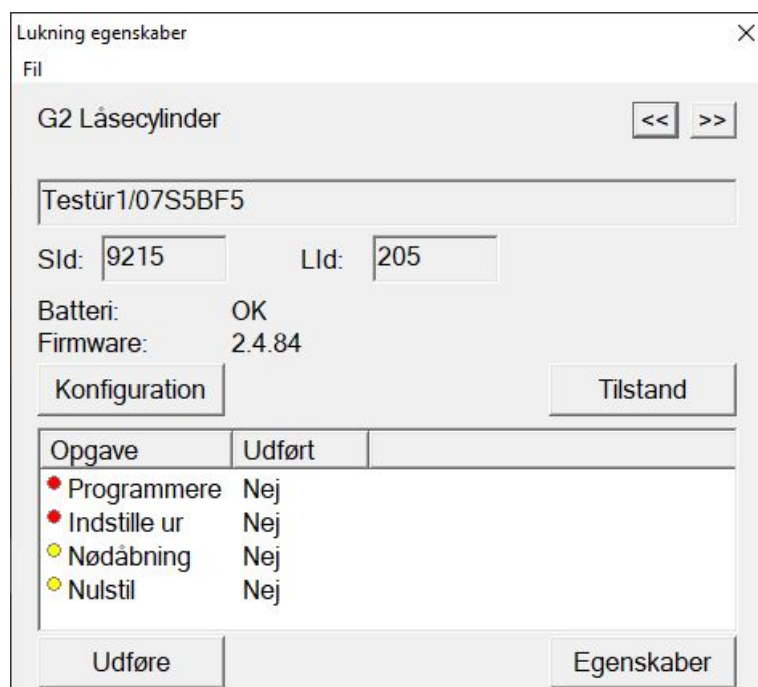 Lukning egenskaber
Fil
G2 Låsecylinder << >>
Testür1/07S5BF5
SId: 9215 LId: 205
Batteri: OK
Firmware: 2.4.84
Konfiguration Tilstand
Opgave Udført
Programmere Nej
Indstille ur Nej
Nødåbning Nej
Nulstil Nej
Udføre Egenskaber